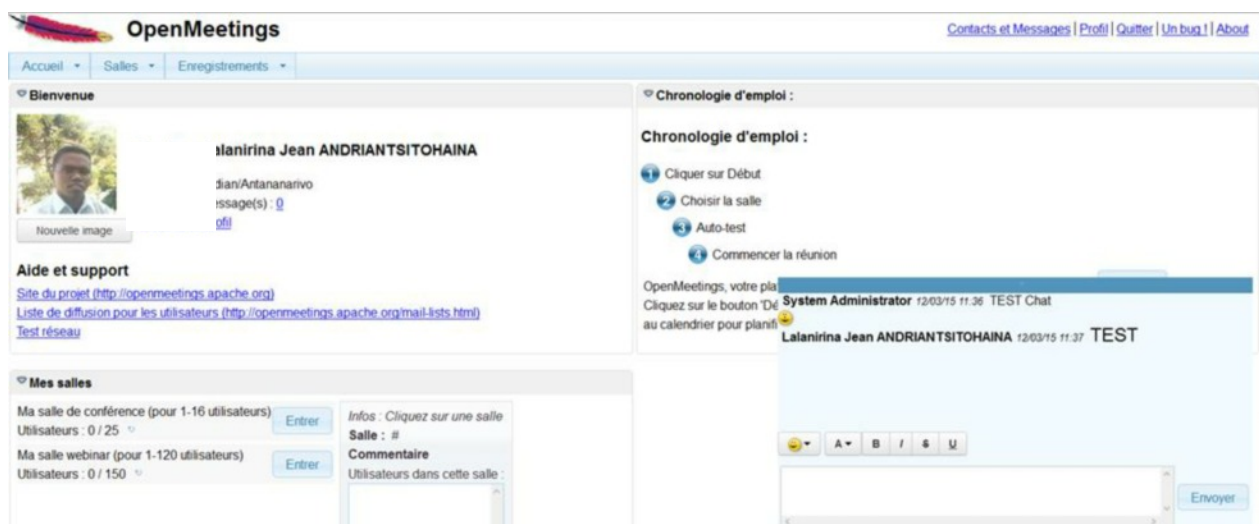 OpenMeetings
Contacts et Messages | Profil | Quitter | Un bug ! | About
Accueil Salles Enregistrements
Bienvenue
alanirina Jean ANDRIANTSITOHAINA
dian/Antananarivo
essage(s) : 0
ofil
Nouvelle image
Aide et support
Site du projet (http://openmeetings.apache.org)
Liste de diffusion pour les utilisateurs (http://openmeetings.apache.org/mail-lists.html)
Test réseau
Chronologie d'emploi :
Chronologie d'emploi :
1 Cliquer sur Début
2 Choisir la salle
3 Auto-test
4 Commencer la réunion
OpenMeetings, votre pla
Cliquez sur le bouton 'Dé
au calendrier pour planifi
System Administrator 12/03/15 11:36 TEST Chat
Lalanirina Jean ANDRIANTSITOHAINA 12/03/15 11:37 TEST
A B I S U
Envoyer
Mes salles
Ma salle de conférence (pour 1-16 utilisateurs)
Utilisateurs : 0 / 25
Entrer
Ma salle webinar (pour 1-120 utilisateurs)
Utilisateurs : 0 / 150
Entrer
Infos : Cliquez sur une salle
Salle : #
Commentaire
Utilisateurs dans cette salle :